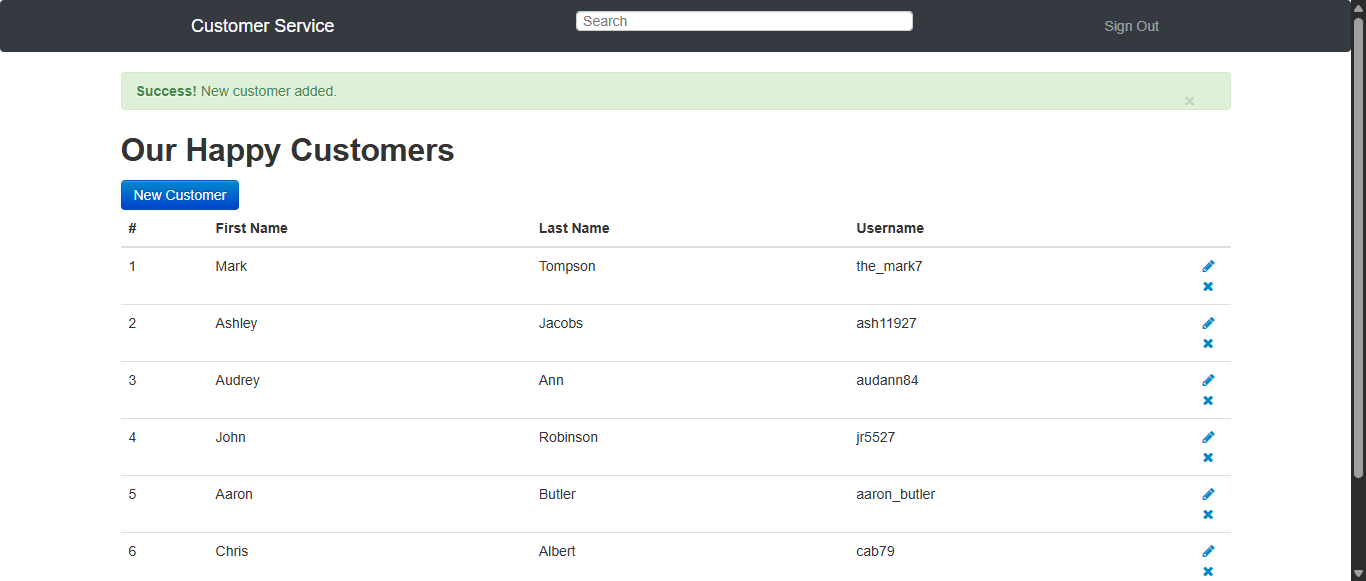 Customer Service Search Sign Out
Success! New customer added.
Our Happy Customers
New Customer
# First Name Last Name Username
1 Mark Tompson the_mark7
2 Ashley Jacobs ash11927
3 Audrey Ann audann84
4 John Robinson jr5527
5 Aaron Butler aaron_butler
6 Chris Albert cab79